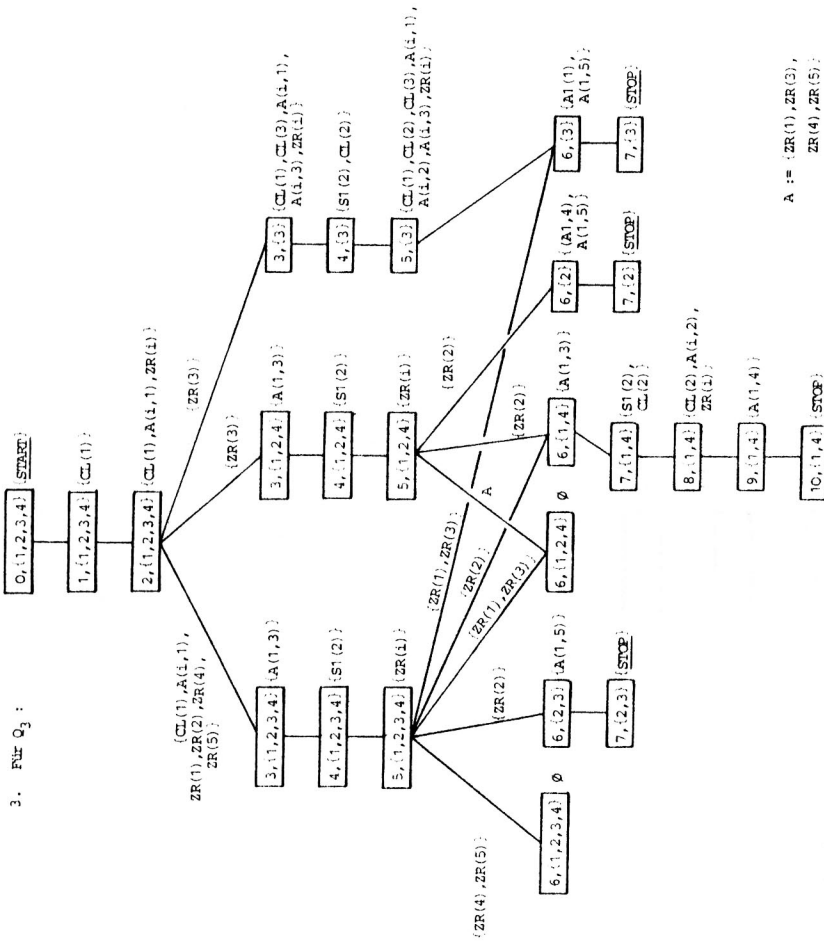 3. Für Q₃ :
0,{1,2,3,4} {START}
1,{1,2,3,4} {CL(1)}
2,{1,2,3,4} {CL(1),A(i,1),ZR(i)}
{CL(1),A(i,1),
ZR(1),ZR(2),ZR(4),
ZR(5)}
{ZR(3)}
{ZR(3)}
3,{1,2,3,4} {A(1,3)}
3,{1,2,4} {A(1,3)}
3,{3} {CL(1),CL(3),A(i,1),
A(i,3),ZR(i)}
4,{1,2,3,4} {S1(2)}
4,{1,2,4} {S1(2)}
4,{3} {S1(2),CL(2)}
5,{1,2,3,4} {ZR(i)}
5,{1,2,4} {ZR(i)}
5,{3} {CL(1),CL(2),CL(3),A(i,1),
A(i,2),A(i,3),ZR(i)}
{ZR(4),ZR(5)}
{ZR(2)}
{ZR(1),ZR(3)}
{ZR(2)}
{ZR(1),ZR(3)}
A
{ZR(2)}
{ZR(2)}
6,{1,2,3,4} ∅
6,{2,3} {A(1,5)}
6,{1,2,4} ∅
6,{1,4} {A(1,3)}
6,{2} {(A1,4),
A(1,5)}
6,{3} {A1(1),
A(1,5)}
7,{2,3} {STOP}
7,{1,4} {S1(2),
CL(2)}
7,{2} {STOP}
7,{3} {STOP}
8,{1,4} {CL(2),A(i,2),
ZR(i)}
9,{1,4} {A(1,4)}
10,{1,4} {STOP}
A := {ZR(1),ZR(3),
ZR(4),ZR(5)}